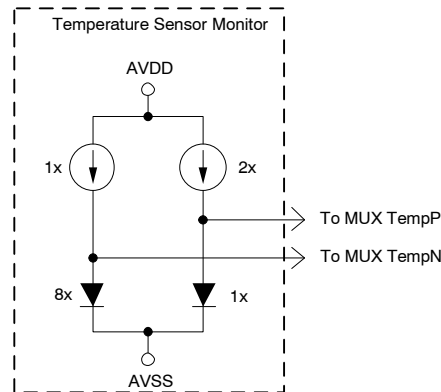 Temperature Sensor Monitor
AVDD
1x
2x
To MUX TempP
To MUX TempN
8x
1x
AVSS